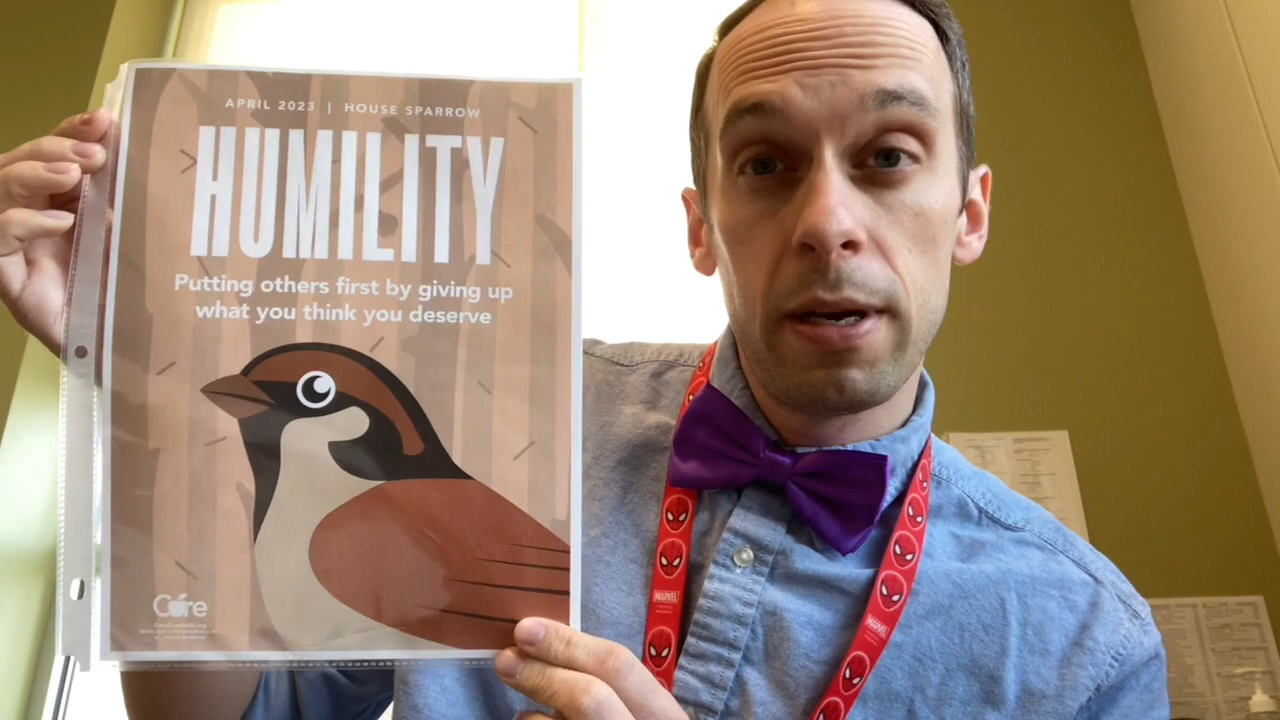 APRIL 2023 | HOUSE SPARROW
HUMILITY
Putting others first by giving up
what you think you deserve
Core
MARVEL
MARVEL